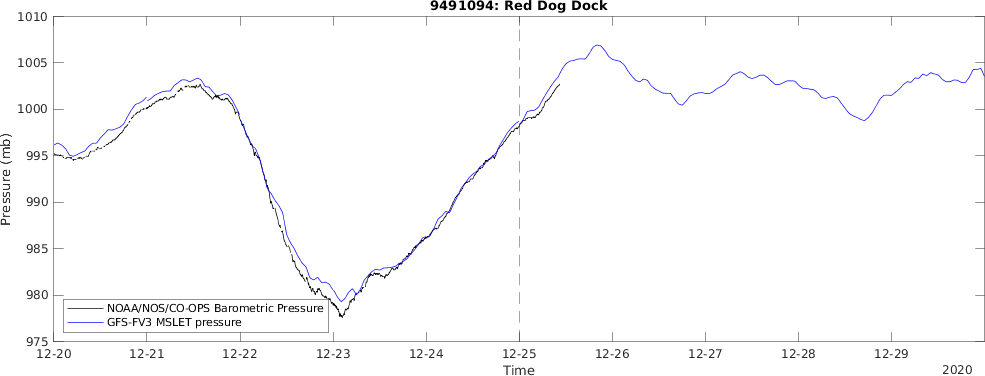 9491094: Red Dog Dock
Pressure (mb)
1010
1005
1000
995
990
985
980
975
NOAA/NOS/CO-OPS Barometric Pressure
GFS-FV3 MSLET pressure
12-20 12-21 12-22 12-23 12-24 12-25 12-26 12-27 12-28 12-29
Time
2020